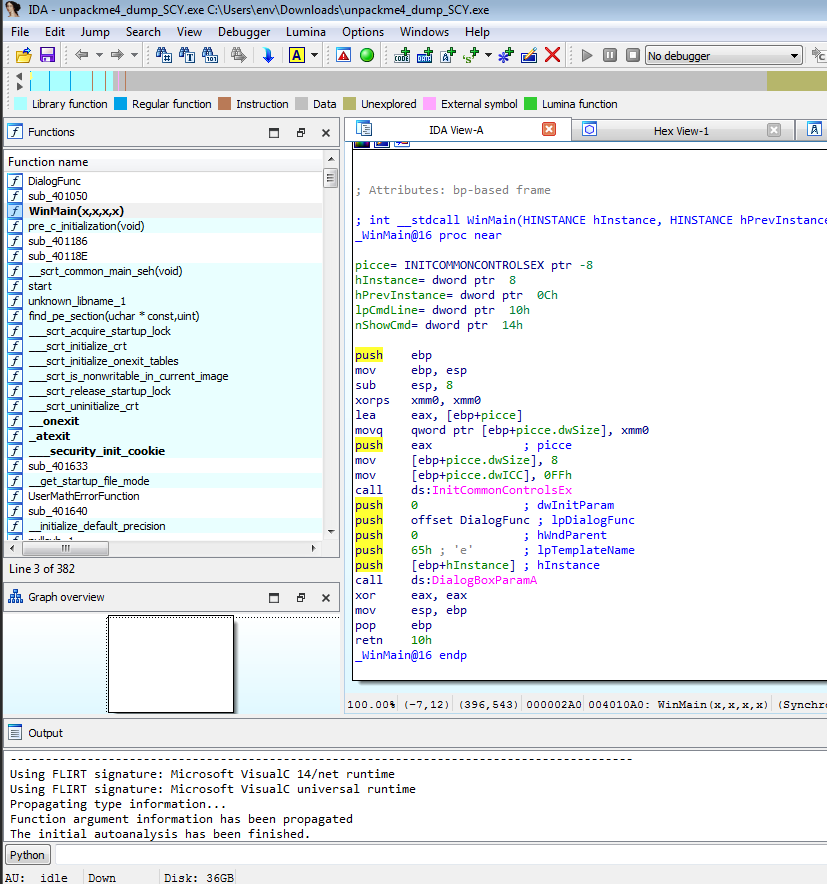 IDA - unpackme4_dump_SCY.exe C:\Users\env\Downloads\unpackme4_dump_SCY.exe
File Edit Jump Search View Debugger Lumina Options Windows Help
No debugger
Library function Regular function Instruction Data Unexplored External symbol Lumina function
Functions
IDA View-A
Hex View-1
Function name
DialogFunc
sub_401050
WinMain(x,x,x,x)
pre_c_initialization(void)
sub_401186
sub_40118E
__scrt_common_main_seh(void)
start
unknown_libname_1
find_pe_section(uchar * const,uint)
___scrt_acquire_startup_lock
___scrt_initialize_crt
___scrt_initialize_onexit_tables
___scrt_is_nonwritable_in_current_image
___scrt_release_startup_lock
___scrt_uninitialize_crt
__onexit
_atexit
___security_init_cookie
sub_401633
__get_startup_file_mode
UserMathErrorFunction
sub_401640
__initialize_default_precision
Line 3 of 382
Graph overview
; Attributes: bp-based frame
; int __stdcall WinMain(HINSTANCE hInstance, HINSTANCE hPrevInstance
_WinMain@16 proc near
picce= INITCOMMONCONTROLSEX ptr -8
hInstance= dword ptr  8
hPrevInstance= dword ptr  0Ch
lpCmdLine= dword ptr  10h
nShowCmd= dword ptr  14h
push    ebp
mov     ebp, esp
sub     esp, 8
xorps   xmm0, xmm0
lea     eax, [ebp+picce]
movq    qword ptr [ebp+picce.dwSize], xmm0
push    eax             ; picce
mov     [ebp+picce.dwSize], 8
mov     [ebp+picce.dwICC], 0FFh
call    ds:InitCommonControlsEx
push    0               ; dwInitParam
push    offset DialogFunc ; lpDialogFunc
push    0               ; hWndParent
push    65h ; 'e'       ; lpTemplateName
push    [ebp+hInstance] ; hInstance
call    ds:DialogBoxParamA
xor     eax, eax
mov     esp, ebp
pop     ebp
retn    10h
_WinMain@16 endp
100.00% (-7,12) (396,543) 000002A0 004010A0: WinMain(x,x,x,x) (Synchro
Output
---------------------------------------------------------------------------------------
Using FLIRT signature: Microsoft VisualC 14/net runtime
Using FLIRT signature: Microsoft VisualC universal runtime
Propagating type information...
Function argument information has been propagated
The initial autoanalysis has been finished.
Python
AU: idle Down Disk: 36GB